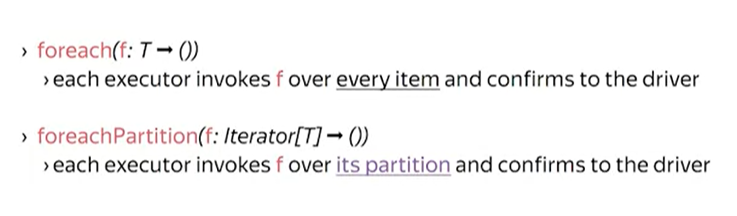 › foreach(f: T → ())
› each executor invokes f over every item and confirms to the driver
› foreachPartition(f: Iterator[T] → ())
› each executor invokes f over its partition and confirms to the driver